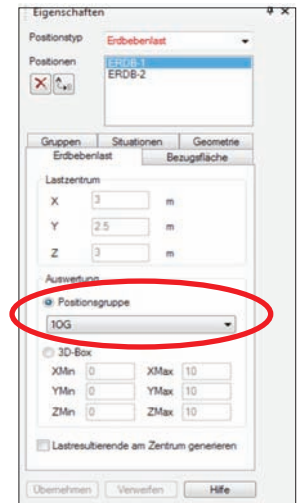 Eigenschaften
Positionstyp Erdbebenlast
Positionen ERDB-1
ERDB-2
Gruppen Situationen Geometrie
Erdbebenlast Bezugsfläche
Lastzentrum
X 3 m
Y 2.5 m
Z 3 m
Auswertung
Positionsgruppe
1OG
3D-Box
XMin 0 XMax 10
YMin 0 YMax 10
ZMin 0 ZMax 10
Lastresultierende am Zentrum generieren
Übernehmen Verwerfen Hilfe